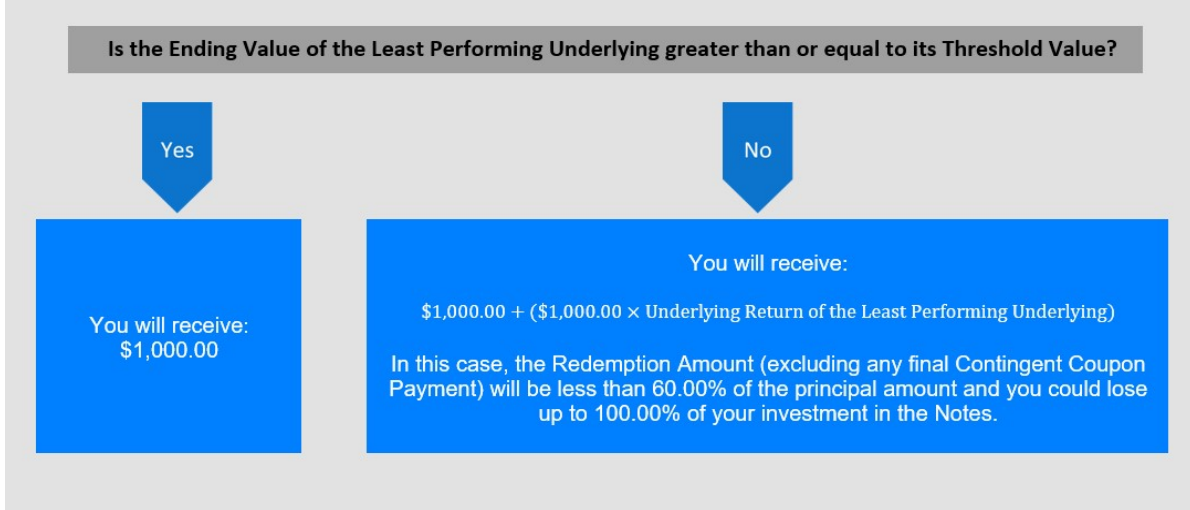 Is the Ending Value of the Least Performing Underlying greater than or equal to its Threshold Value?
Yes
No
You will receive:
$1,000.00
You will receive:
$1,000.00 + ($1,000.00 × Underlying Return of the Least Performing Underlying)
In this case, the Redemption Amount (excluding any final Contingent Coupon
Payment) will be less than 60.00% of the principal amount and you could lose
up to 100.00% of your investment in the Notes.